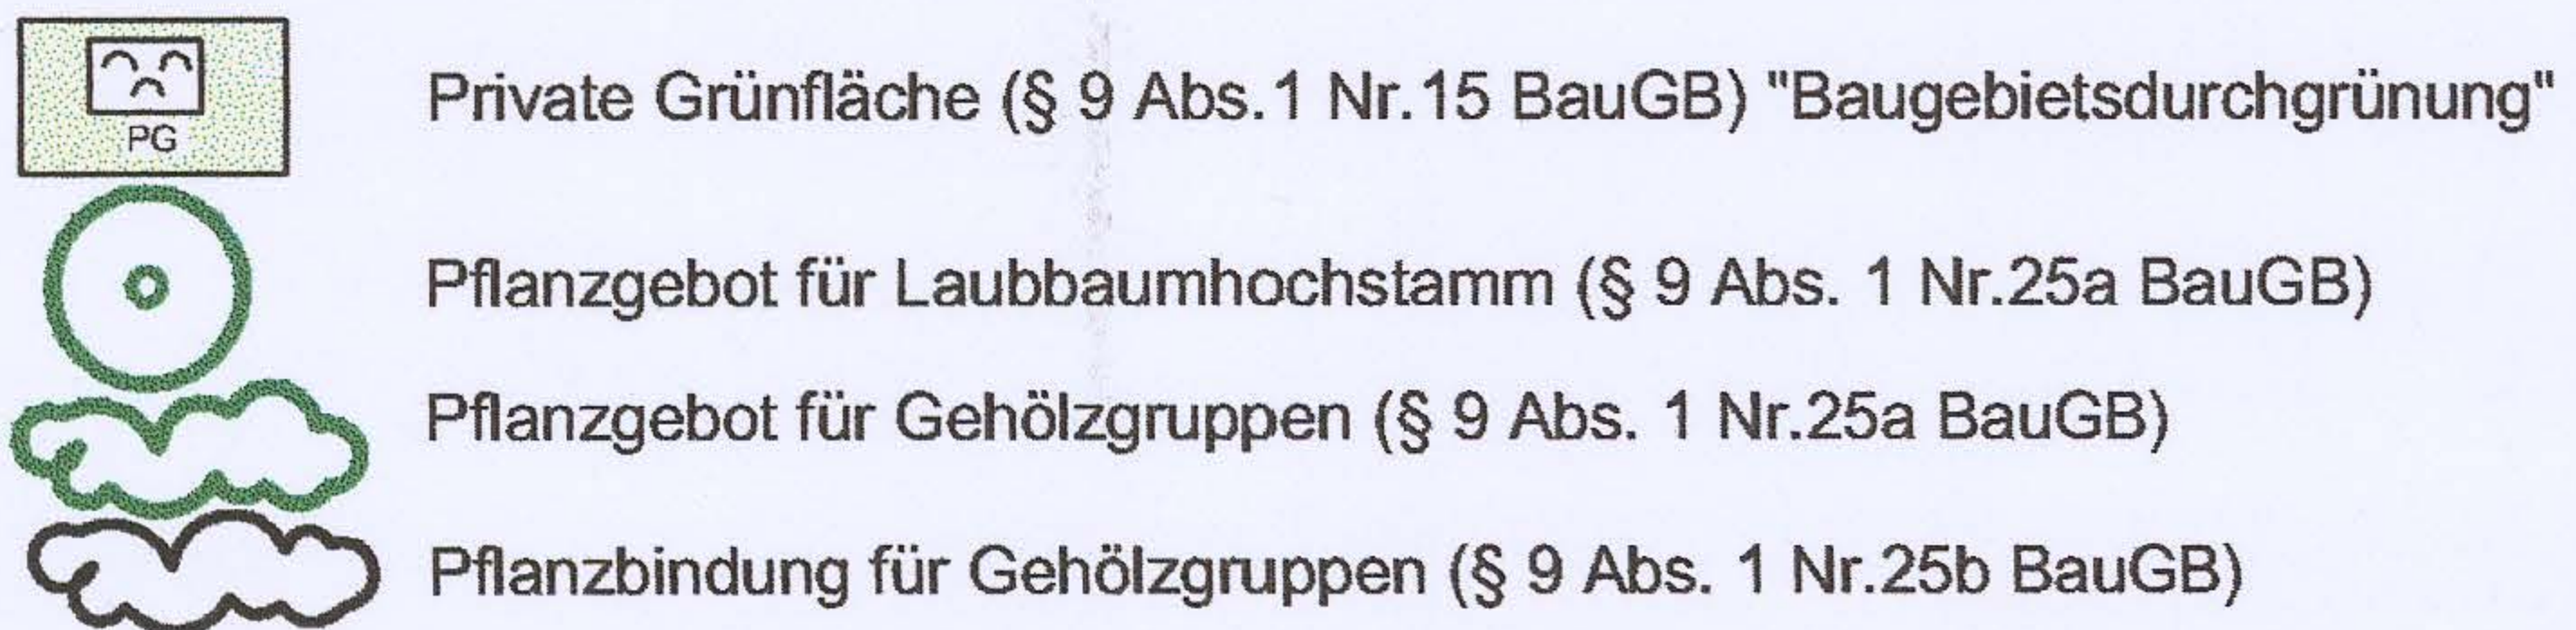 Private Grünfläche (§ 9 Abs.1 Nr.15 BauGB) "Baugebietsdurchgrünung"
PG
Pflanzgebot für Laubbaumhochstamm (§ 9 Abs. 1 Nr.25a BauGB)
Pflanzgebot für Gehölzgruppen (§ 9 Abs. 1 Nr.25a BauGB)
Pflanzbindung für Gehölzgruppen (§ 9 Abs. 1 Nr.25b BauGB)